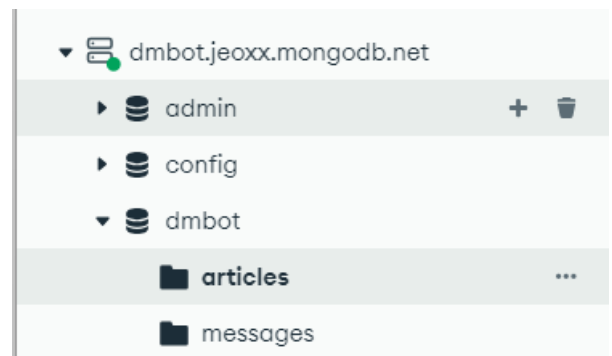 dmbot.jeoxx.mongodb.net
admin
config
dmbot
articles
messages